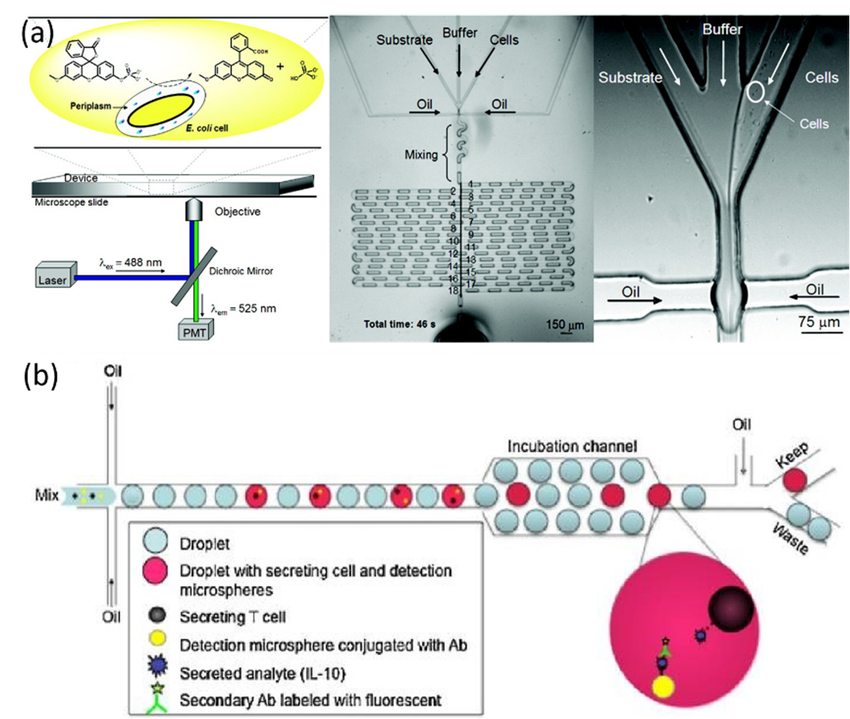 (a)
COOH
O
+
HO
Periplasm
E. coli cell
Device
Microscope slide
Objective
λex = 488 nm
Laser
Dichroic Mirror
λem = 525 nm
PMT
Buffer
Substrate
Cells
Oil
Oil
Mixing
1
2
3
4
5
6
7
8
9
10
11
12
13
14
15
16
17
18
Total time: 46 s
150 µm
Buffer
Substrate
Cells
Cells
Oil
Oil
75 µm
(b)
Oil
Oil
Mix
Incubation channel
Keep
Waste
Oil
Droplet
Droplet with secreting cell and detection
microspheres
Secreting T cell
Detection microsphere conjugated with Ab
Secreted analyte (IL-10)
Secondary Ab labeled with fluorescent